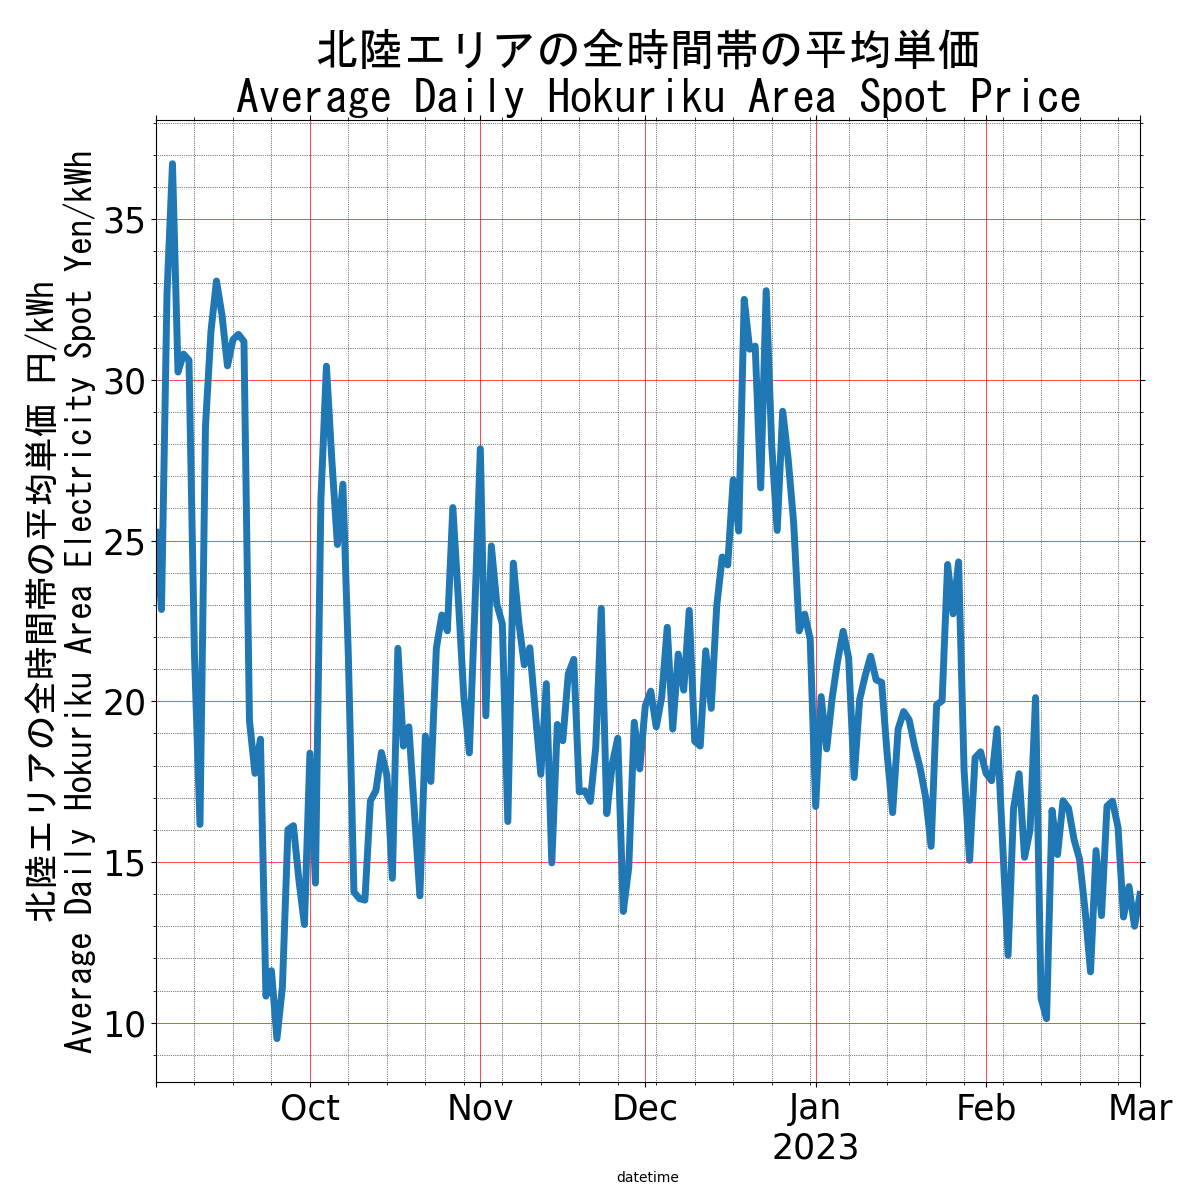 北陸エリアの全時間帯の平均単価
Average Daily Hokuriku Area Spot Price
北陸エリアの全時間帯の平均単価 円/kWh
Average Daily Hokuriku Area Electricity Spot Yen/kWh
35
30
25
20
15
10
Oct
Nov
Dec
Jan
2023
Feb
Mar
datetime